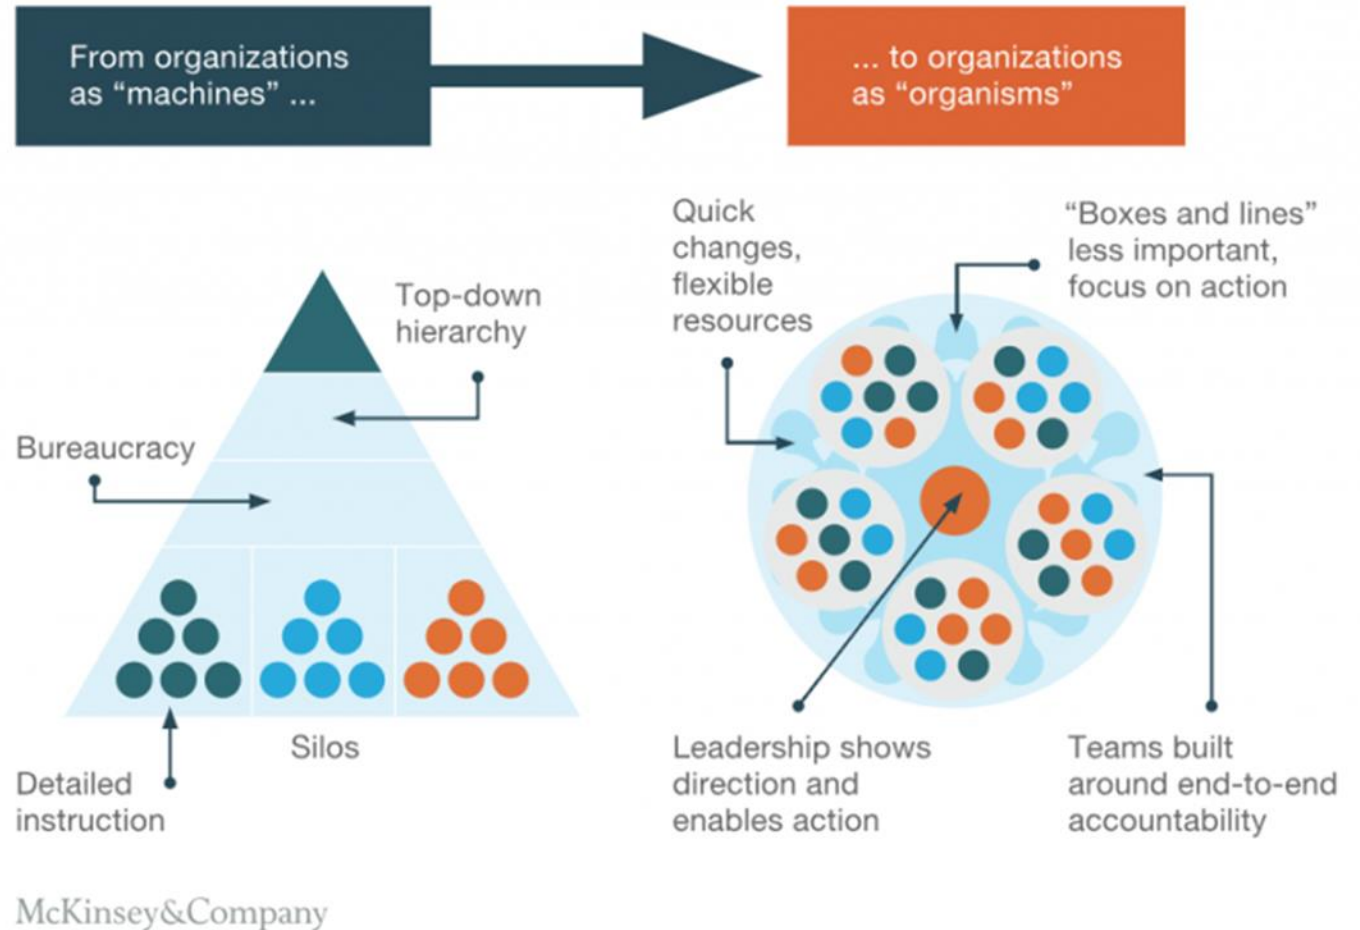 From organizations
as “machines” ...
... to organizations
as “organisms”
Top-down
hierarchy
Bureaucracy
Silos
Detailed
instruction
Quick
changes,
flexible
resources
“Boxes and lines”
less important,
focus on action
Leadership shows
direction and
enables action
Teams built
around end-to-end
accountability
McKinsey&Company